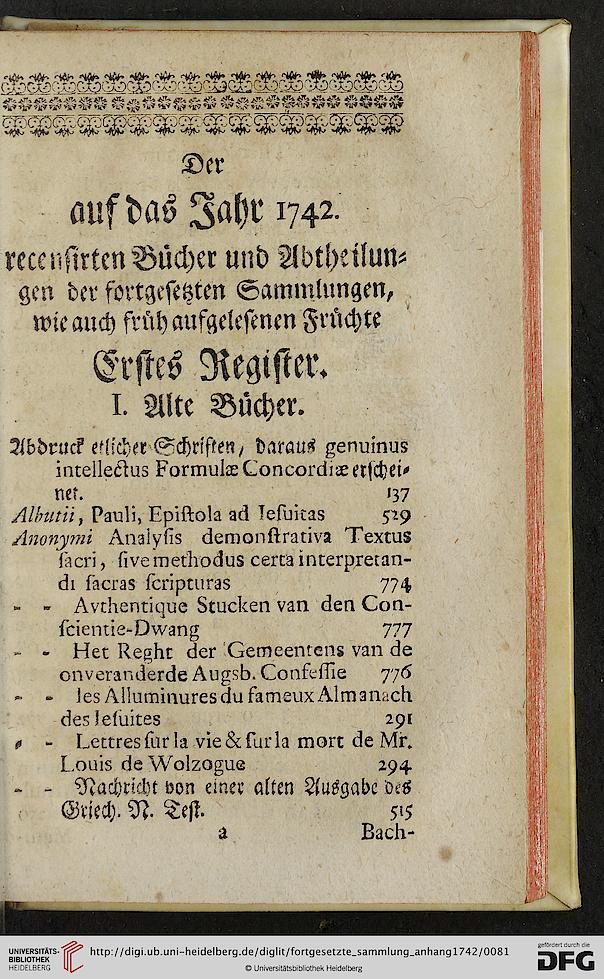 Der
auf das Jahr 1742.
recensirten Bücher und Abtheilun⸗
gen der fortgesetzten Sammlungen,
wie auch früh aufgelesenen Früchte
Erstes Register.
I. Alte Bücher.
Abdruck etlicher Schriften, daraus genuinus
intellectus Formulæ Concordiæ erschei⸗
net. 137
Albutii, Pauli, Epiſtola ad Ieſuitas 529
Anonymi Analyſis demonſtrativa Textus
ſacri, ſive methodus certa interpretan-
di ſacras ſcripturas 774
- - Avthentique Stucken van den Con-
ſcientie-Dwang 777
- - Het Reght der Gemeentens van de
onveranderde Augsb. Confeſſie 776
- - les Alluminures du fameux Almanach
des Ieſuites 291
- - Lettres ſur la vie & ſur la mort de Mr.
Louis de Wolzogue 294
- - Nachricht von einer alten Ausgabe des
Griech. N. Test. 515
a Bach-
UNIVERSITÄTS-
BIBLIOTHEK
HEIDELBERG
http://digi.ub.uni-heidelberg.de/diglit/fortgesetzte_sammlung_anhang1742/0081
© Universitätsbibliothek Heidelberg
gefördert durch die
DFG